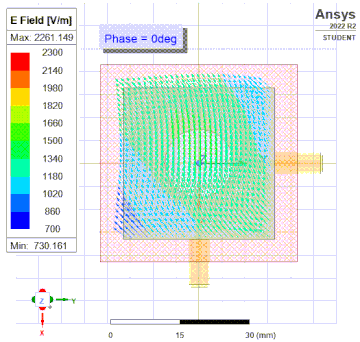 E Field [V/m]
Max: 2261.149
2300
2140
1980
1820
1660
1500
1340
1180
1020
860
700
Min: 730.161
Phase = 0deg
Ansys
2022 R2
STUDENT
Z
Y
X
0 15 30 (mm)